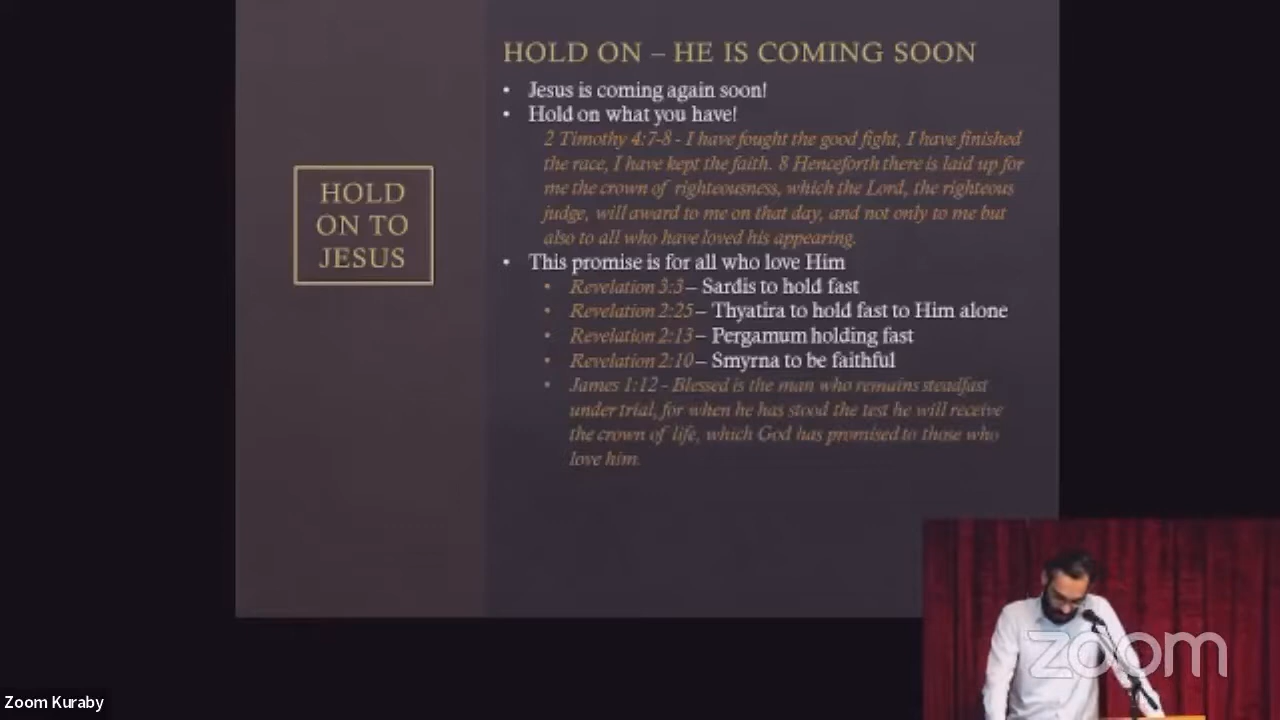 HOLD ON – HE IS COMING SOON
• Jesus is coming again soon!
• Hold on what you have!
2 Timothy 4:7-8 - I have fought the good fight, I have finished
the race, I have kept the faith. 8 Henceforth there is laid up for
me the crown of righteousness, which the Lord, the righteous
judge, will award to me on that day, and not only to me but
also to all who have loved his appearing.
• This promise is for all who love Him
• Revelation 3:3 – Sardis to hold fast
• Revelation 2:25 – Thyatira to hold fast to Him alone
• Revelation 2:13 – Pergamum holding fast
• Revelation 2:10 – Smyrna to be faithful
• James 1:12 - Blessed is the man who remains steadfast
under trial, for when he has stood the test he will receive
the crown of life, which God has promised to those who
love him.
HOLD
ON TO
JESUS
zoom
Zoom Kuraby